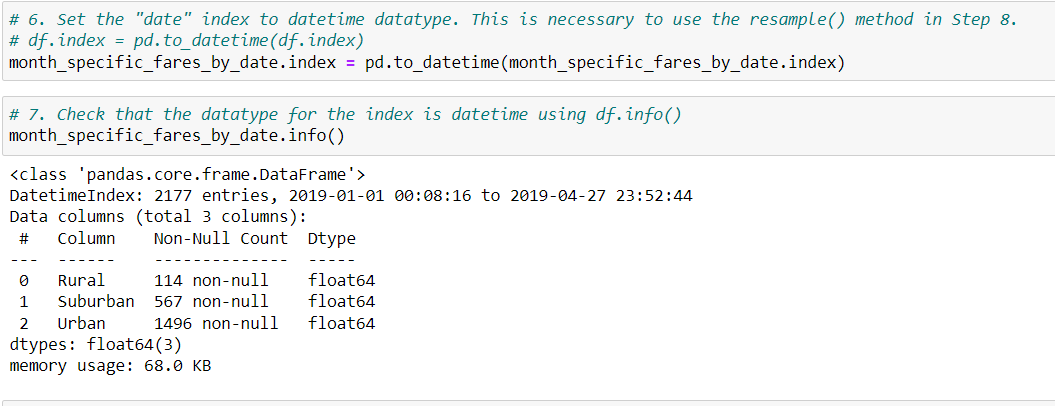 # 6. Set the "date" index to datetime datatype. This is necessary to use the resample() method in Step 8.
# df.index = pd.to_datetime(df.index)
month_specific_fares_by_date.index = pd.to_datetime(month_specific_fares_by_date.index)
# 7. Check that the datatype for the index is datetime using df.info()
month_specific_fares_by_date.info()
<class 'pandas.core.frame.DataFrame'>
DatetimeIndex: 2177 entries, 2019-01-01 00:08:16 to 2019-04-27 23:52:44
Data columns (total 3 columns):
 #   Column    Non-Null Count  Dtype
---  ------    --------------  -----
 0   Rural     114 non-null    float64
 1   Suburban  567 non-null    float64
 2   Urban     1496 non-null   float64
dtypes: float64(3)
memory usage: 68.0 KB